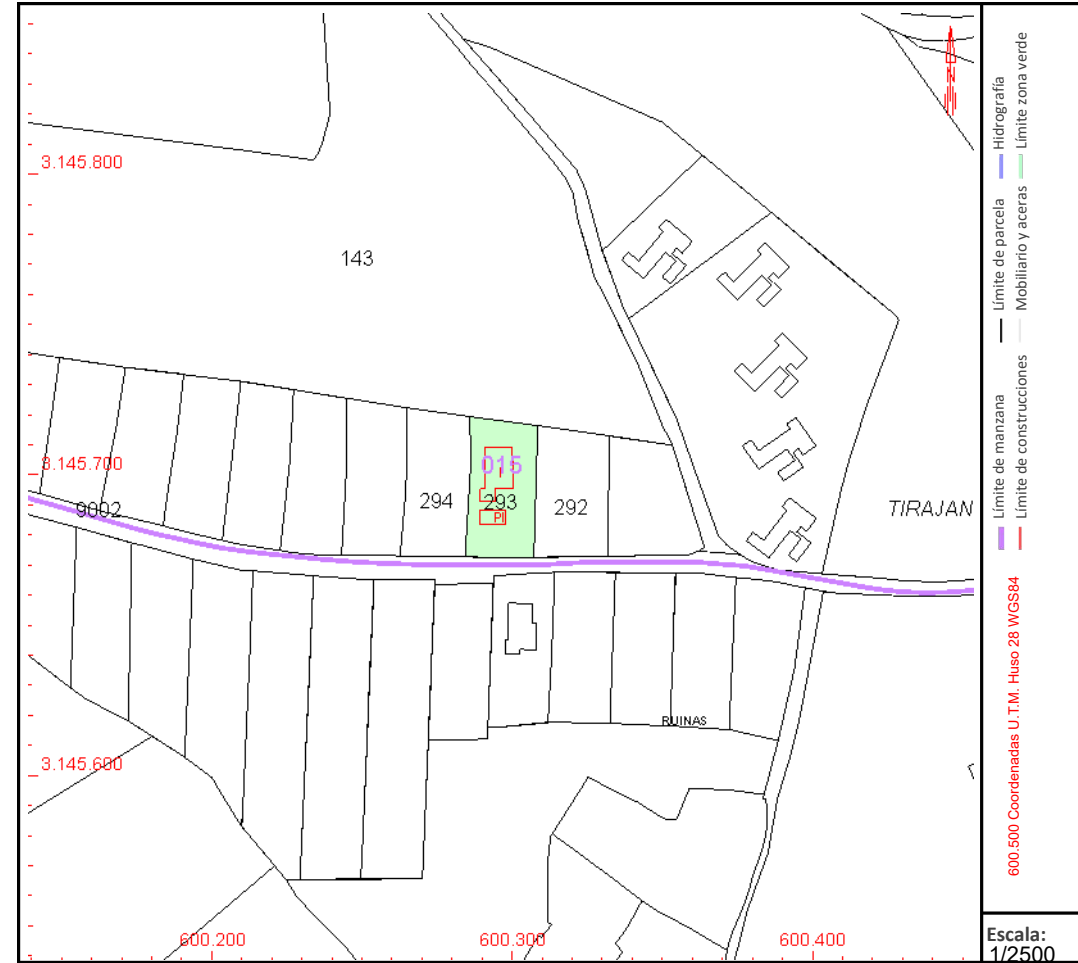 3.145.800
143
3.145.700
015
I
294
293
292
PI
9002
TIRAJAN
RUINAS
3.145.600
600.200
600.300
600.400
Límite de manzana
Límite de parcela
Hidrografía
Límite de construcciones
Mobiliario y aceras
Límite zona verde
600.500 Coordenadas U.T.M. Huso 28 WGS84
Escala:
1/2500